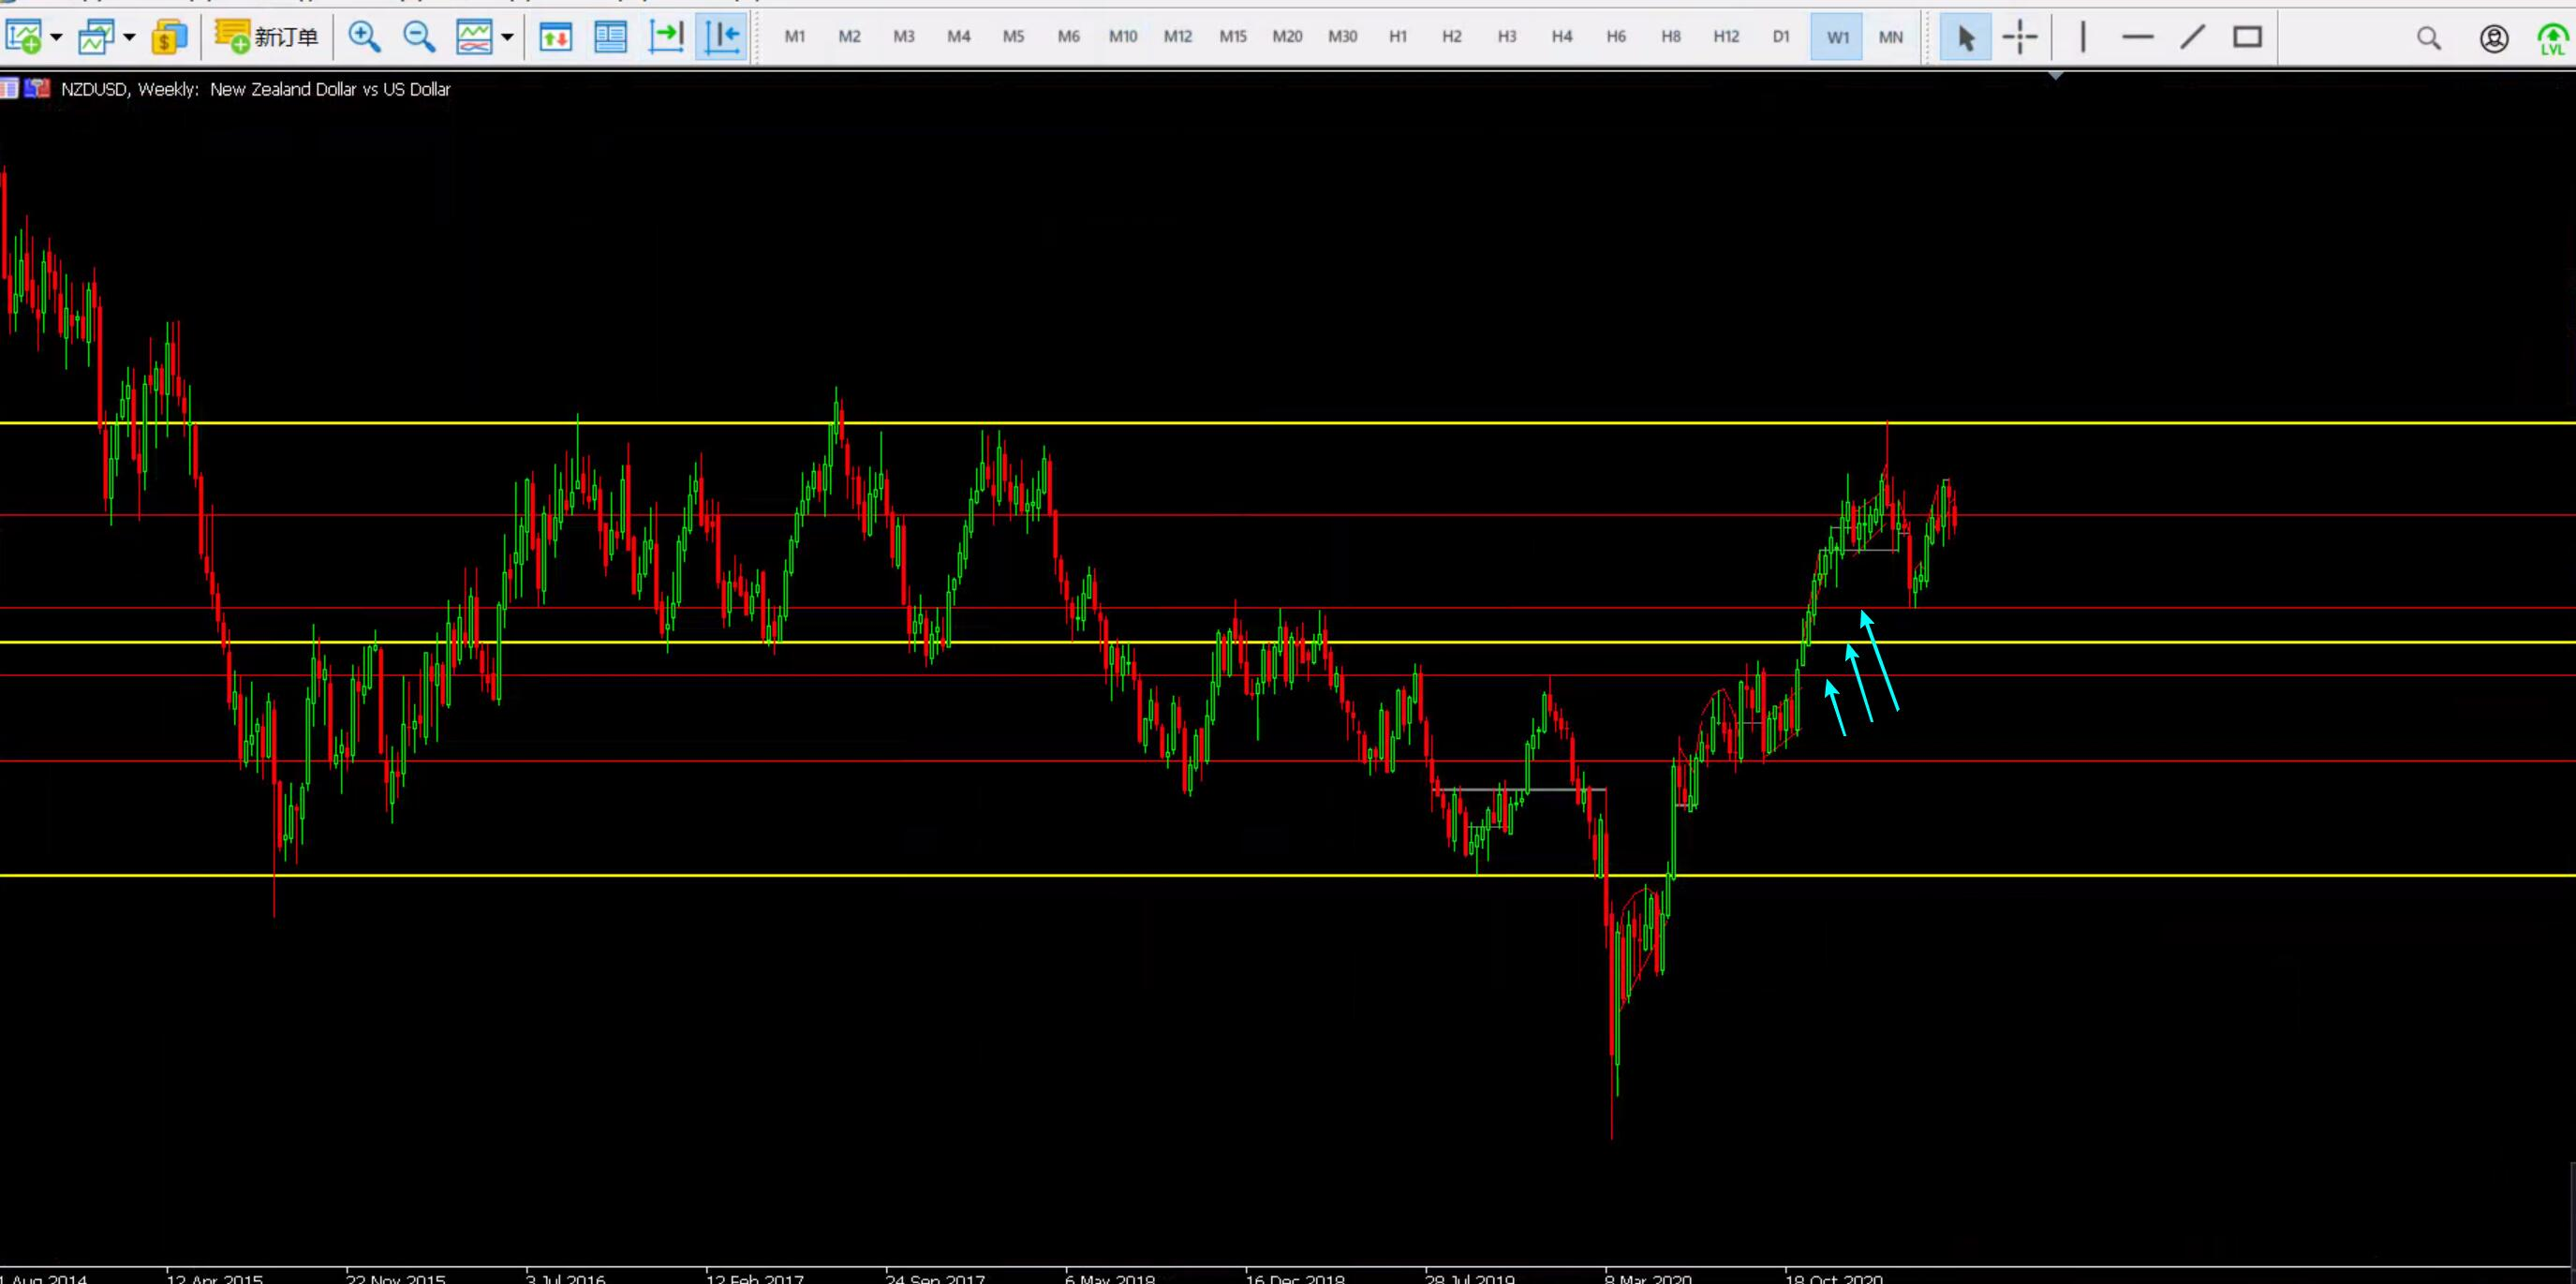 新订单 M1 M2 M3 M4 M5 M6 M10 M12 M15 M20 M30 H1 H2 H3 H4 H6 H8 H12 D1 W1 MN LVL
NZDUSD, Weekly: New Zealand Dollar vs US Dollar
Aug 2014 12 Apr 2015 22 Nov 2015 3 Jul 2016 12 Feb 2017 24 Sep 2017 6 May 2018 16 Dec 2018 28 Jul 2019 8 Mar 2020 18 Oct 2020